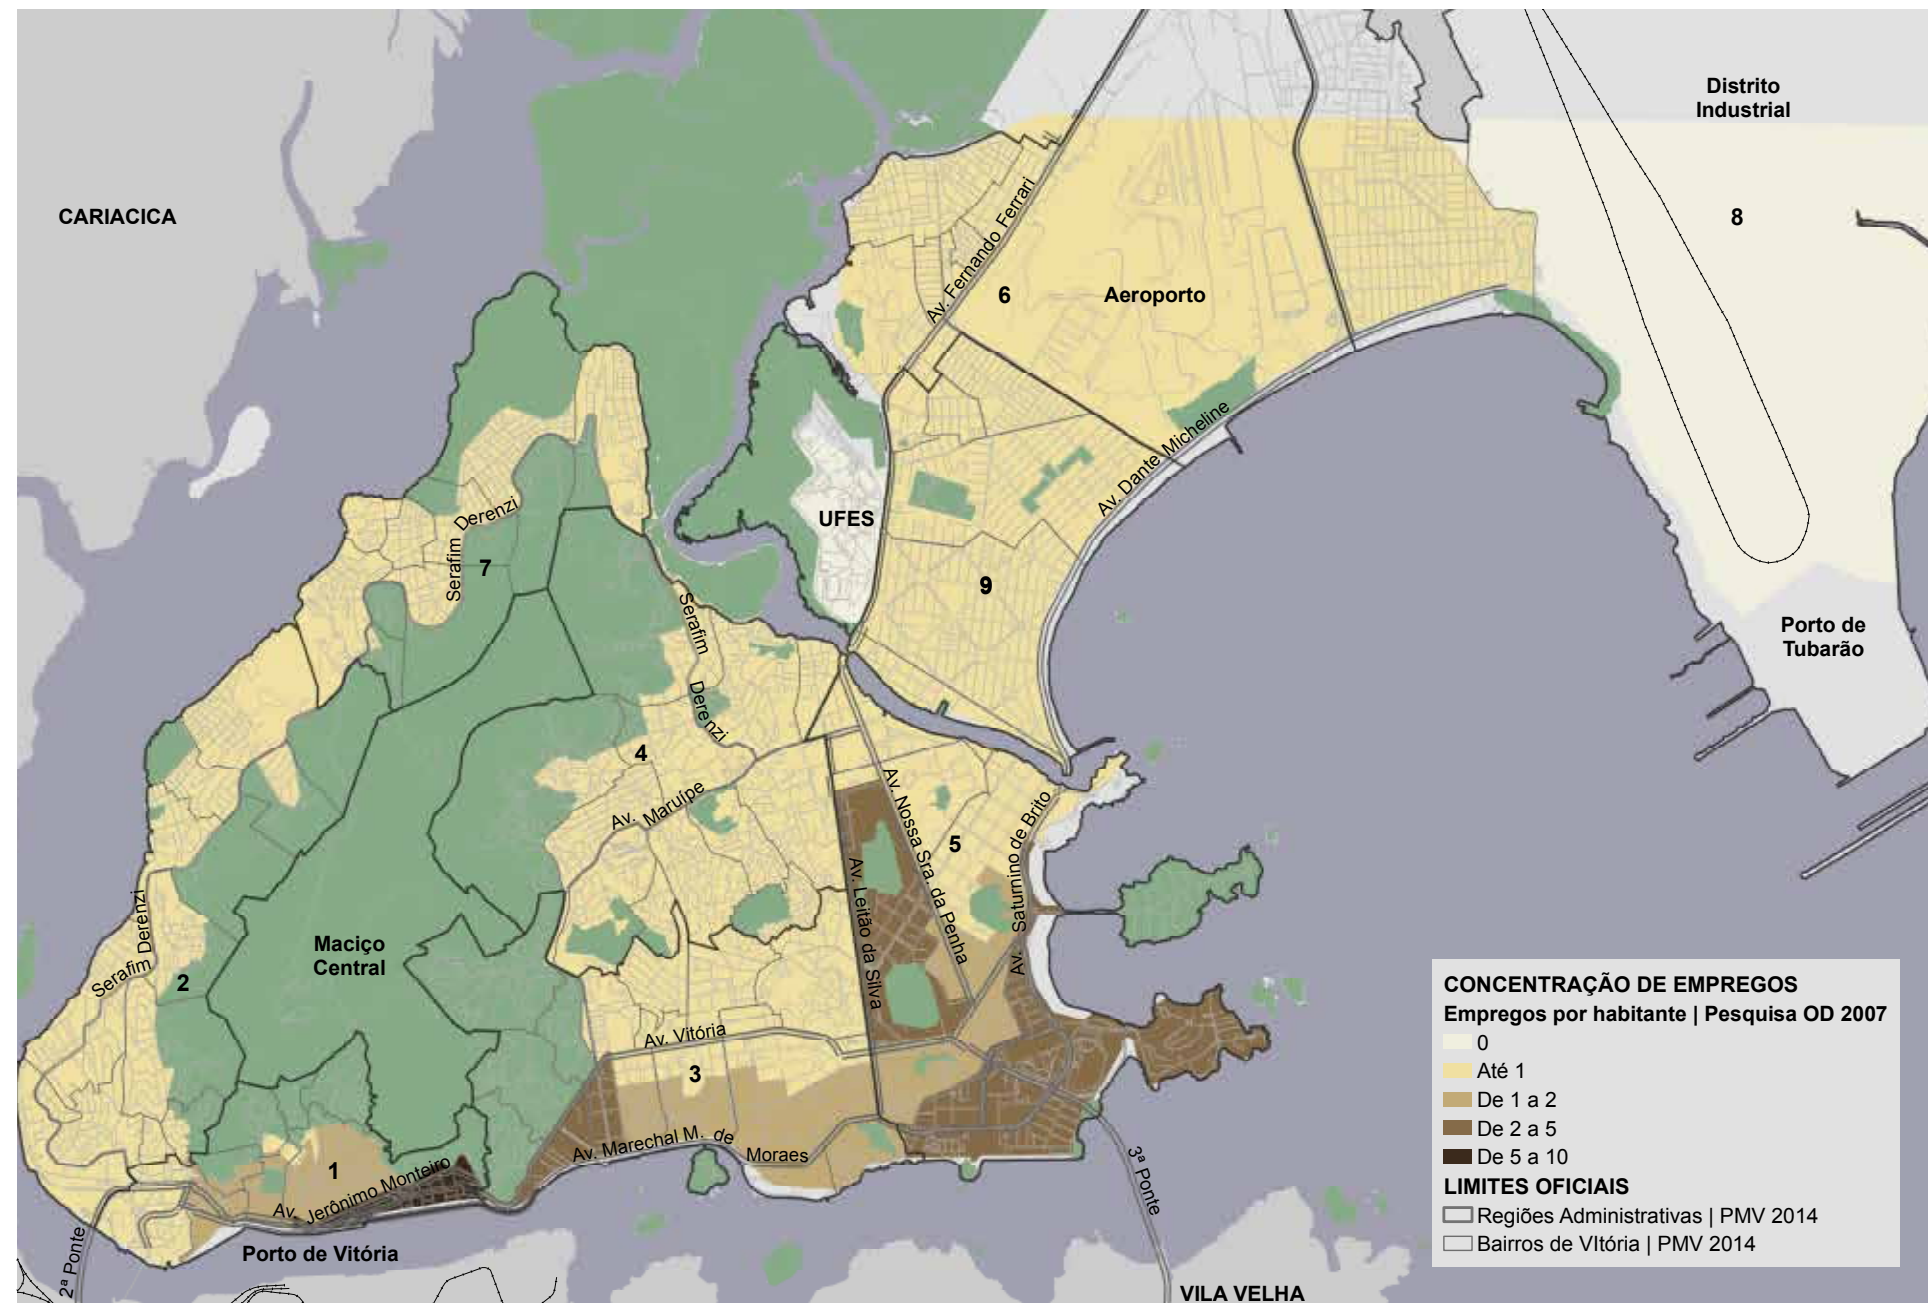 Distrito
Industrial
CARIACICA
8
Av. Fernando Ferrari
6
Aeroporto
Av. Dante Micheline
Serafim Derenzi
UFES
7
9
Serafim Derenzi
Porto de
Tubarão
4
Av. Maruípe
Av. Nossa Sra. da Penha
5
Av. Saturnino de Brito
Av. Leitão da Silva
Serafim Derenzi
Maciço
Central
2
Av. Vitória
3
Av. Marechal M. de Moraes
1
Av. Jerônimo Monteiro
Porto de Vitória
2ª Ponte
3ª Ponte
VILA VELHA
CONCENTRAÇÃO DE EMPREGOS
Empregos por habitante | Pesquisa OD 2007
0
Até 1
De 1 a 2
De 2 a 5
De 5 a 10
LIMITES OFICIAIS
Regiões Administrativas | PMV 2014
Bairros de VItória | PMV 2014